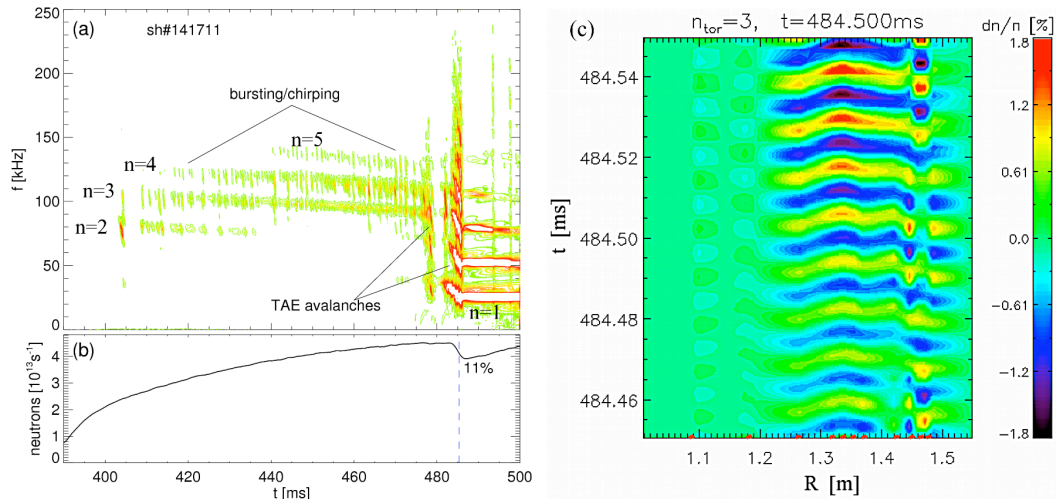 (a)
sh#141711
250
200
150
100
50
0
f [kHz]
bursting/chirping
n=5
n=4
n=3
n=2
TAE avalanches
n=1
(b)
4
3
2
1
0
neutrons [10¹³s⁻¹]
11%
400 420 440 460 480 500
t [ms]
(c)
n_tor=3, t=484.500ms
dn/n [%]
484.54
484.52
484.50
484.48
484.46
t [ms]
1.1 1.2 1.3 1.4 1.5
R [m]
1.8
1.2
0.61
0.0
−0.61
−1.2
−1.8